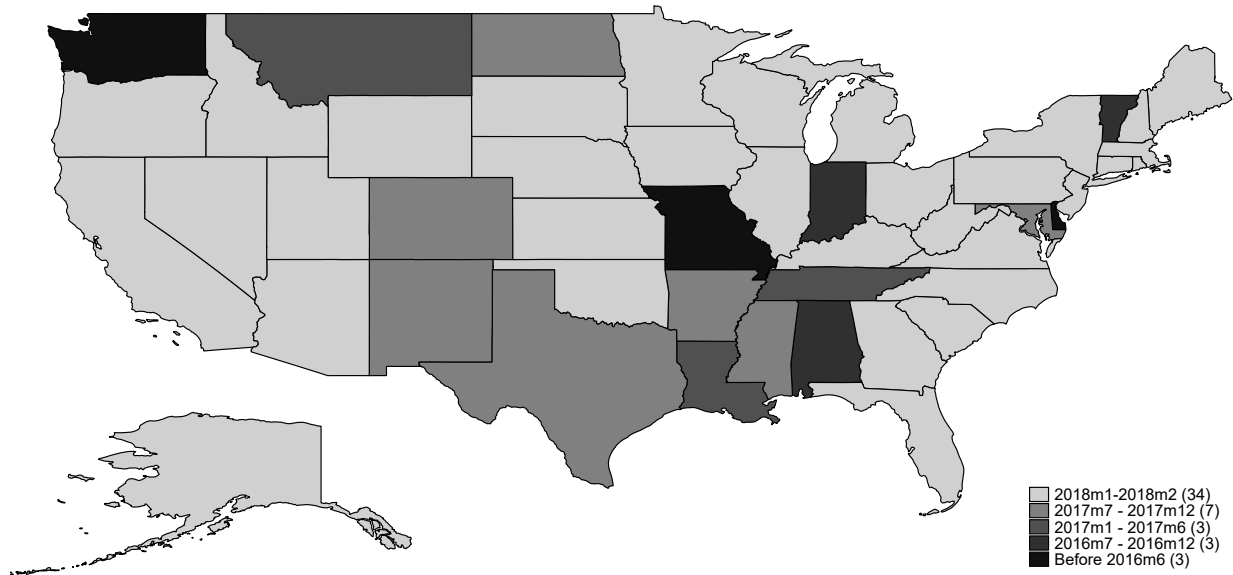 2018m1-2018m2 (34)
2017m7 - 2017m12 (7)
2017m1 - 2017m6 (3)
2016m7 - 2016m12 (3)
Before 2016m6 (3)